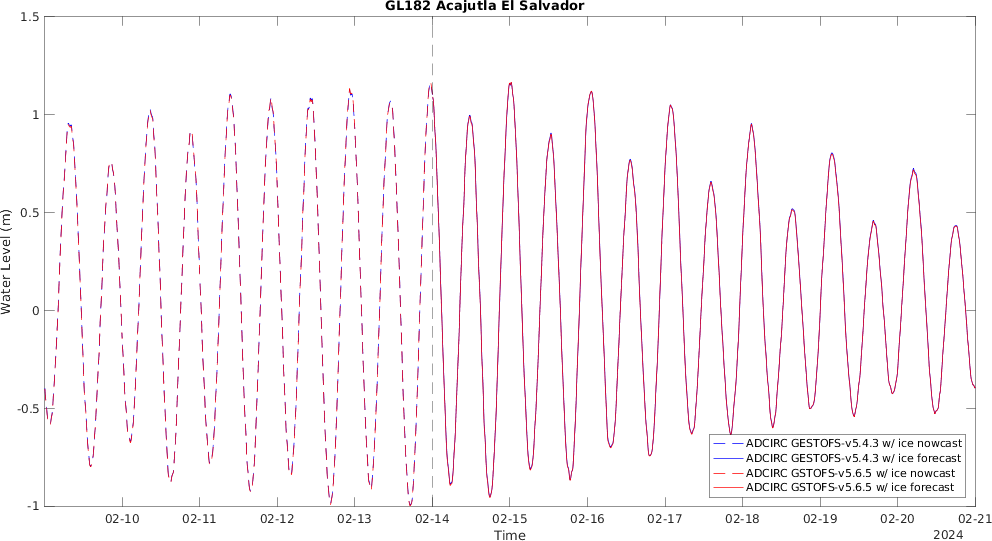 GL182 Acajutla El Salvador
1.5
1
0.5
0
-0.5
-1
Water Level (m)
ADCIRC GESTOFS-v5.4.3 w/ ice nowcast
ADCIRC GESTOFS-v5.4.3 w/ ice forecast
ADCIRC GSTOFS-v5.6.5 w/ ice nowcast
ADCIRC GSTOFS-v5.6.5 w/ ice forecast
02-10 02-11 02-12 02-13 02-14 02-15 02-16 02-17 02-18 02-19 02-20 02-21
Time
2024